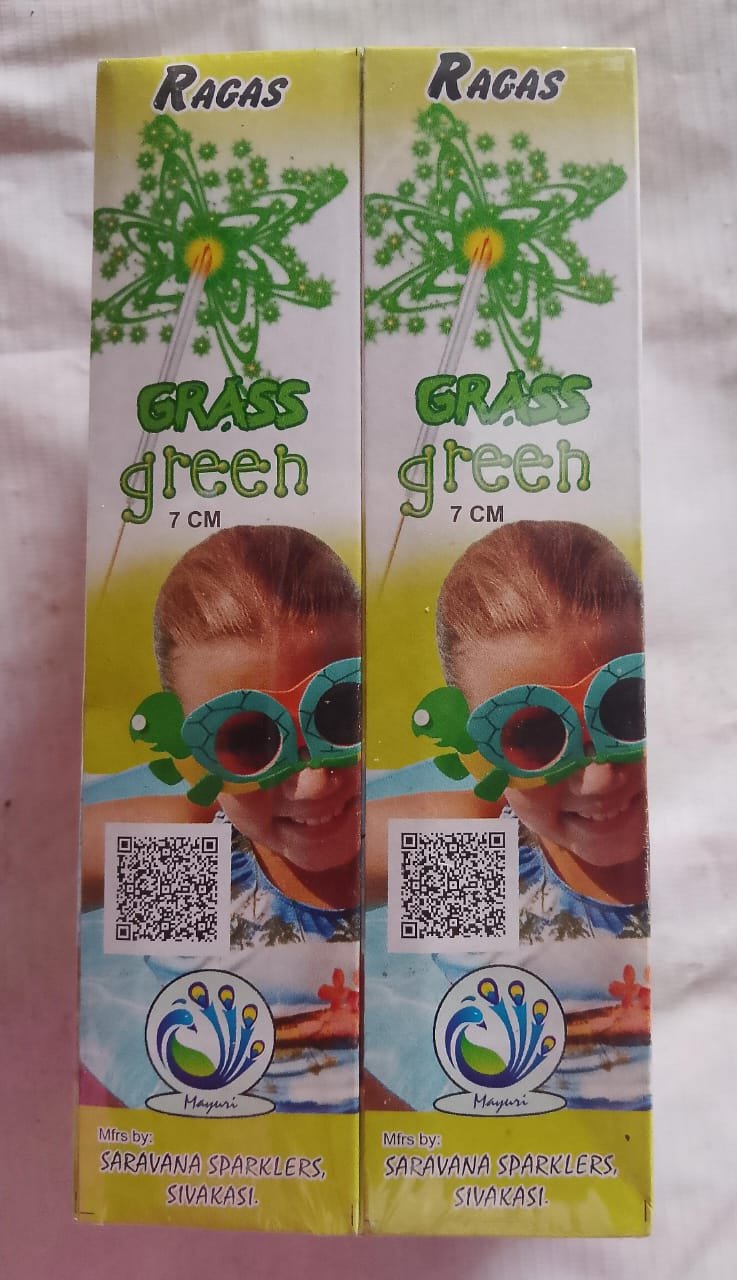 RAGAS
GRASS
green
7 CM
Mayuri
Mfrs by:
SARAVANA SPARKLERS,
SIVAKASI.
RAGAS
GRASS
green
7 CM
Mayuri
Mfrs by:
SARAVANA SPARKLERS,
SIVAKASI.